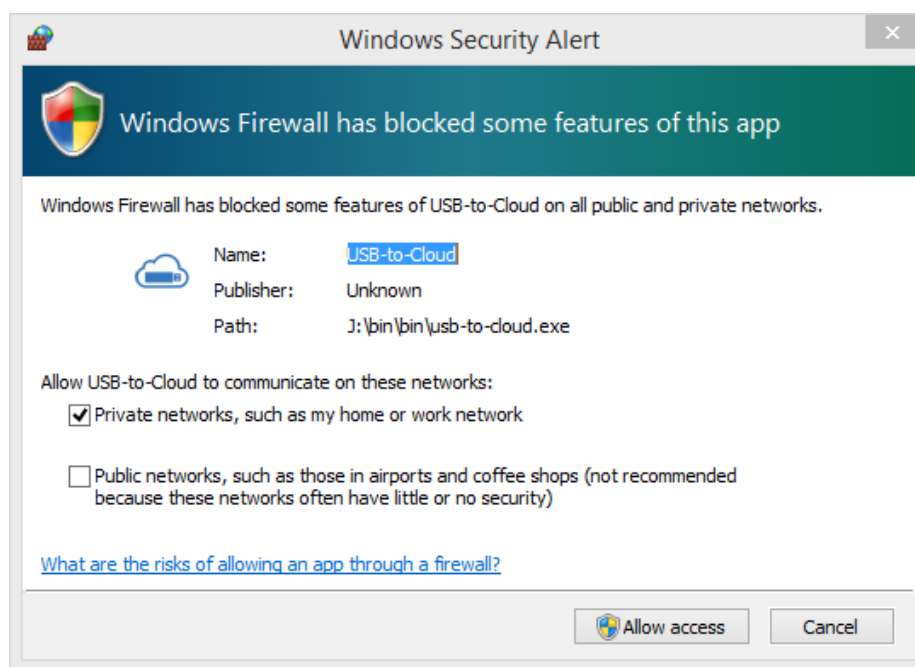 Windows Security Alert
Windows Firewall has blocked some features of this app
Windows Firewall has blocked some features of USB-to-Cloud on all public and private networks.
Name: USB-to-Cloud
Publisher: Unknown
Path: J:\bin\bin\usb-to-cloud.exe
Allow USB-to-Cloud to communicate on these networks:
Private networks, such as my home or work network
Public networks, such as those in airports and coffee shops (not recommended
because these networks often have little or no security)
What are the risks of allowing an app through a firewall?
Allow access Cancel